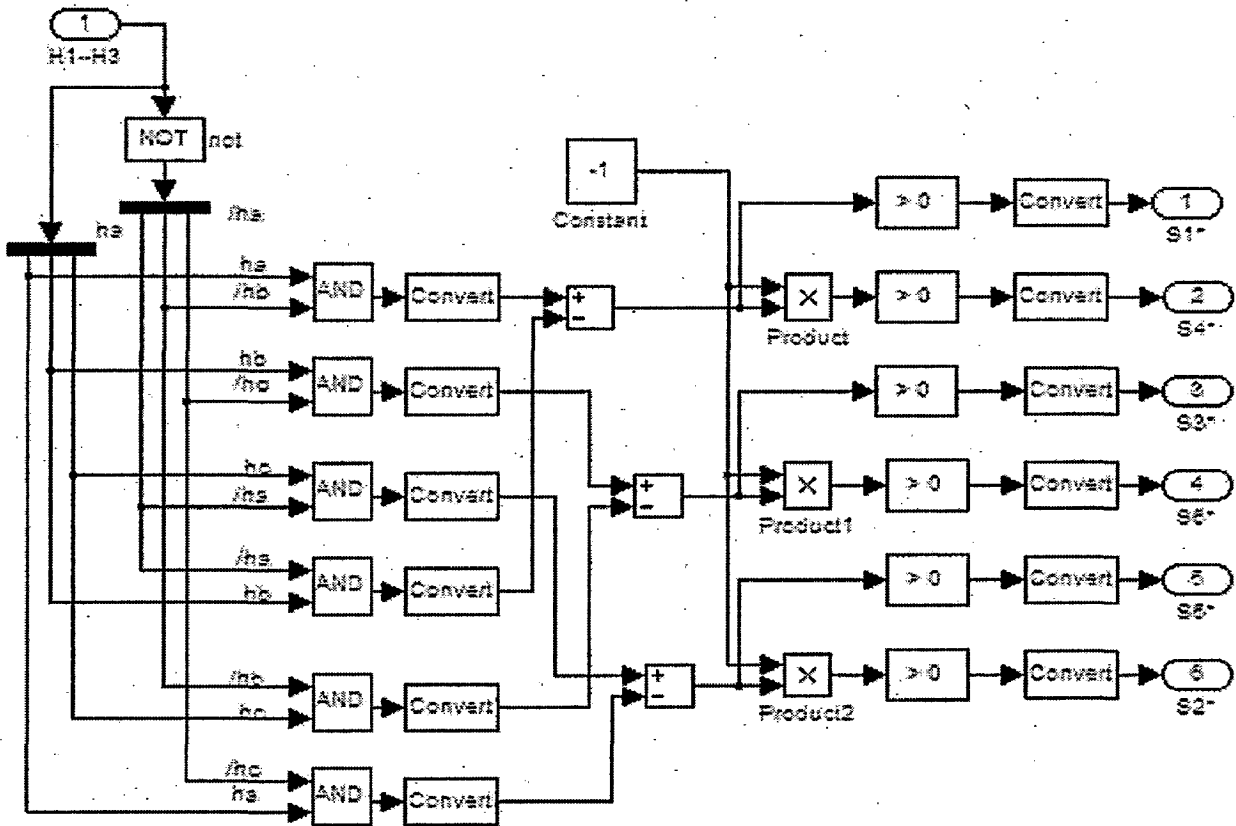 1
H1-H3
NOT not
/ha
ha
-1
Constant
> 0 Convert 1
S1*
ha
/hb
AND Convert + −
× Product
> 0 Convert 2
S4*
hb
/hc
AND Convert
> 0 Convert 3
S3*
hc
/ha
AND Convert + −
× Product1
> 0 Convert 4
S6*
/ha
hb
AND Convert
> 0 Convert 5
S5*
/hb
hc
AND Convert + −
× Product2
> 0 Convert 6
S2*
/hc
ha
AND Convert